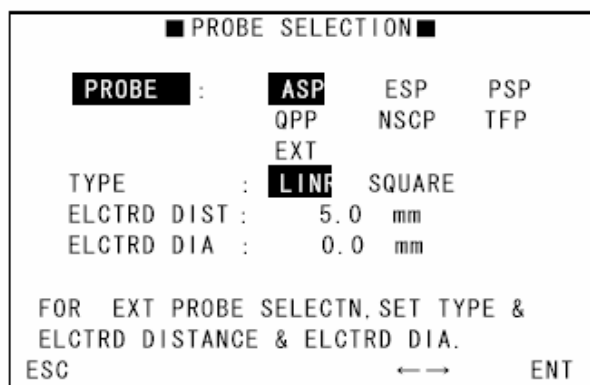 ■PROBE SELECTION■
PROBE : ASP ESP PSP
QPP NSCP TFP
EXT
TYPE : LINR SQUARE
ELCTRD DIST : 5.0 mm
ELCTRD DIA : 0.0 mm
FOR EXT PROBE SELECTN, SET TYPE &
ELCTRD DISTANCE & ELCTRD DIA.
ESC ←→ ENT